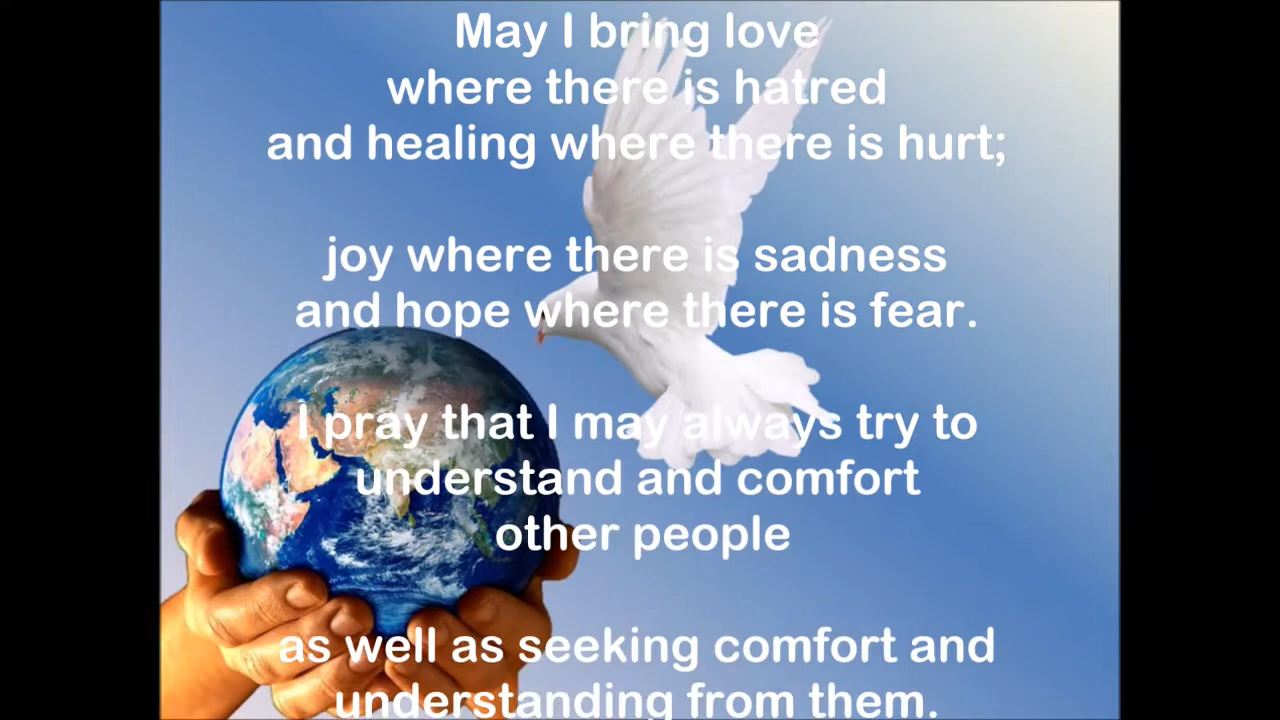 May I bring love
where there is hatred
and healing where there is hurt;
joy where there is sadness
and hope where there is fear.
I pray that I may always try to
understand and comfort
other people
as well as seeking comfort and
understanding from them.